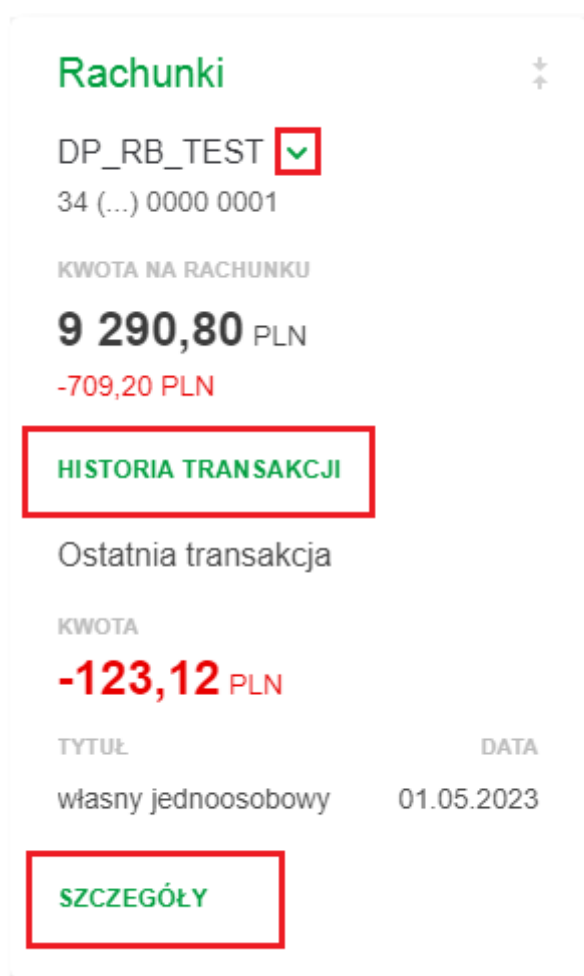 Rachunki
DP_RB_TEST
34 (...) 0000 0001
KWOTA NA RACHUNKU
9 290,80 PLN
-709,20 PLN
HISTORIA TRANSAKCJI
Ostatnia transakcja
KWOTA
-123,12 PLN
TYTUŁ DATA
własny jednoosobowy 01.05.2023
SZCZEGÓŁY